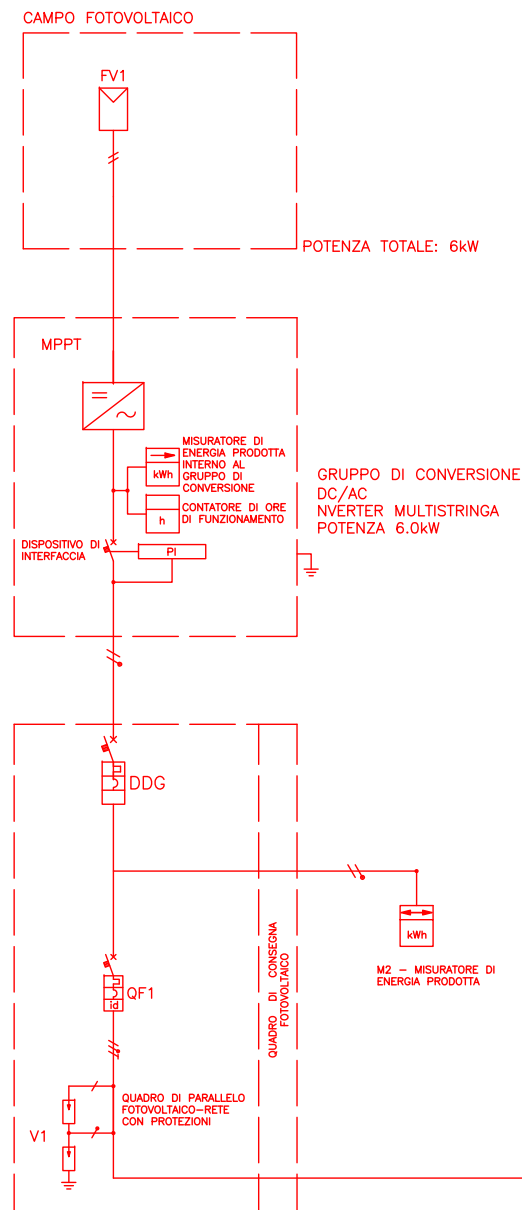 CAMPO FOTOVOLTAICO
FV1
POTENZA TOTALE: 6kW
MPPT
MISURATORE DI
ENERGIA PRODOTTA
INTERNO AL
GRUPPO DI
CONVERSIONE
kWh
CONTATORE DI ORE
DI FUNZIONAMENTO
h
GRUPPO DI CONVERSIONE
DC/AC
NVERTER MULTISTRINGA
POTENZA 6.0kW
DISPOSITIVO DI
INTERFACCIA
PI
DDG
kWh
M2 – MISURATORE DI
ENERGIA PRODOTTA
QUADRO DI CONSEGNA
FOTOVOLTAICO
QF1
id
QUADRO DI PARALLELO
FOTOVOLTAICO–RETE
CON PROTEZIONI
V1